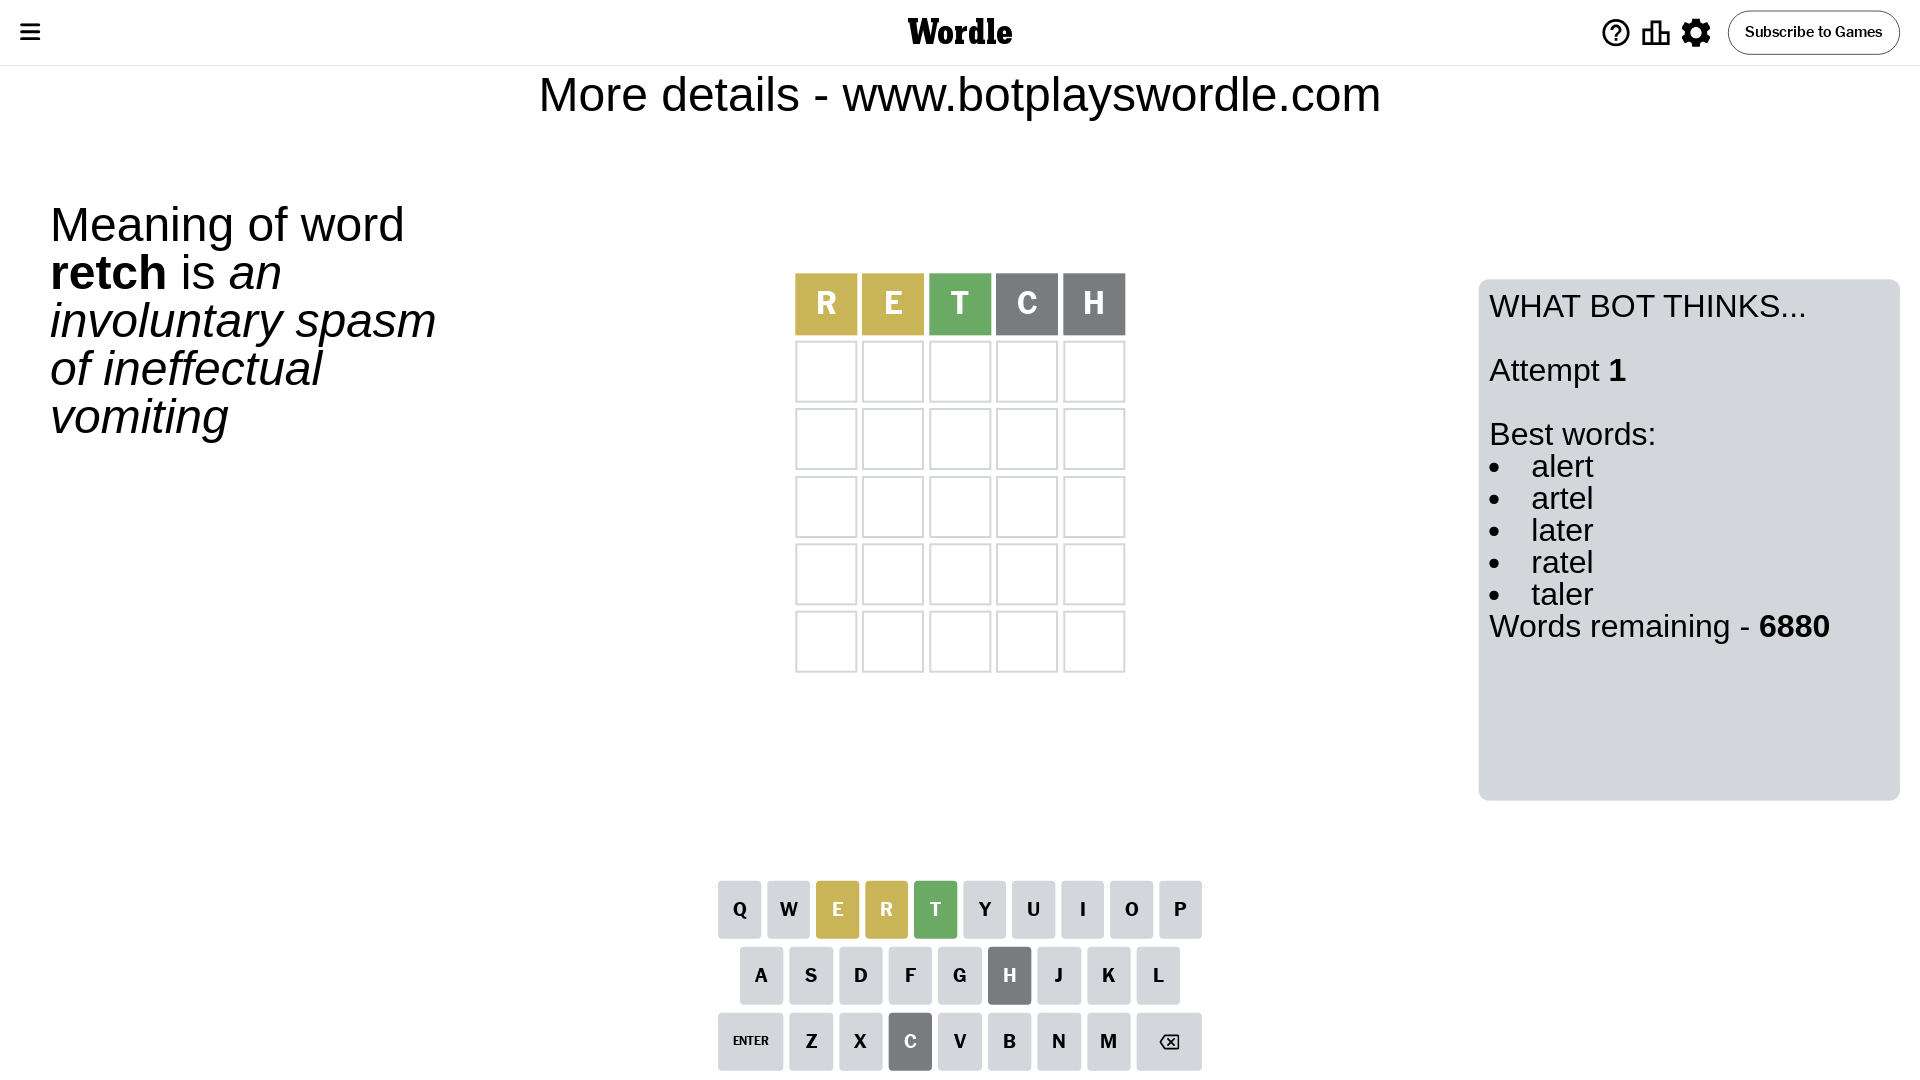 Wordle
Subscribe to Games
More details - www.botplayswordle.com
Meaning of word
retch is an
involuntary spasm
of ineffectual
vomiting
R E T C H
WHAT BOT THINKS...
Attempt 1
Best words:
• alert
• artel
• later
• ratel
• taler
Words remaining - 6880
Q W E R T Y U I O P
A S D F G H J K L
ENTER Z X C V B N M